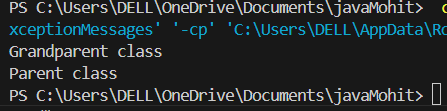 PS C:\Users\DELL\OneDrive\Documents\javaMohit>
xceptionMessages' '-cp' 'C:\Users\DELL\AppData\Ro
Grandparent class
Parent class
PS C:\Users\DELL\OneDrive\Documents\javaMohit>